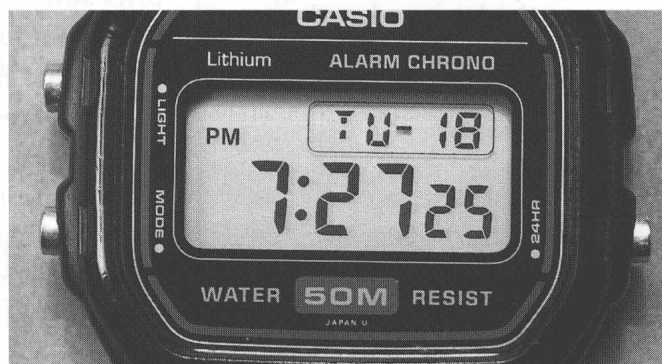 CASIO
Lithium ALARM CHRONO
LIGHT
PM TU-18
7:27 25
MODE
24HR
WATER 50M RESIST
JAPAN U